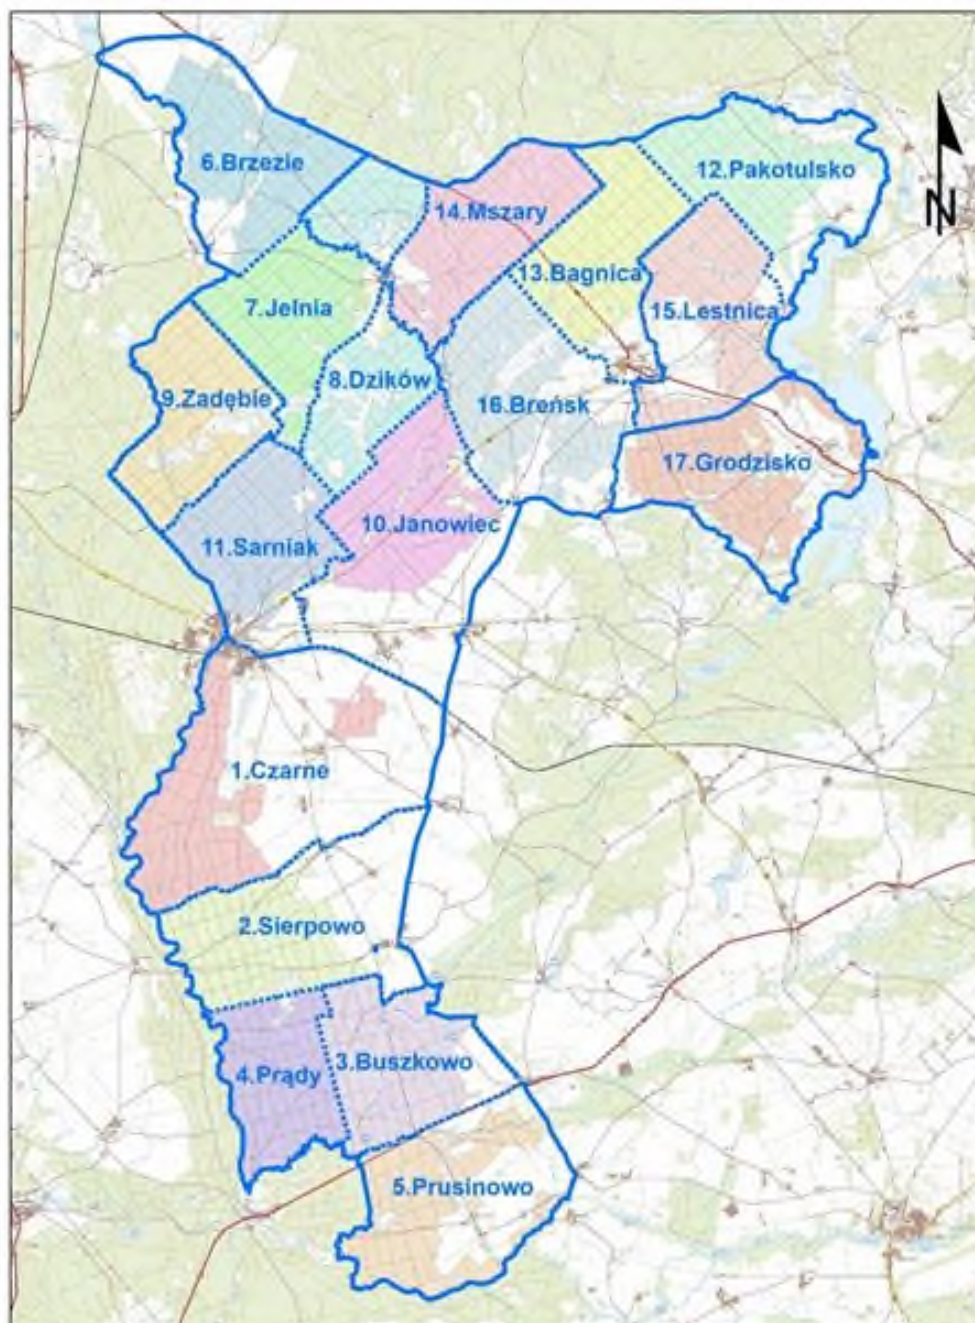 6.Brzezie
12.Pakotulsko
14.Mszary
N
13.Bagnica
7.Jelnia
15.Lestnica
8.Dzików
9.Zadębie
16.Breńsk
17.Grodzisko
10.Janowiec
11.Sarniak
1.Czarne
2.Sierpowo
3.Buszkowo
4.Prądy
5.Prusinowo